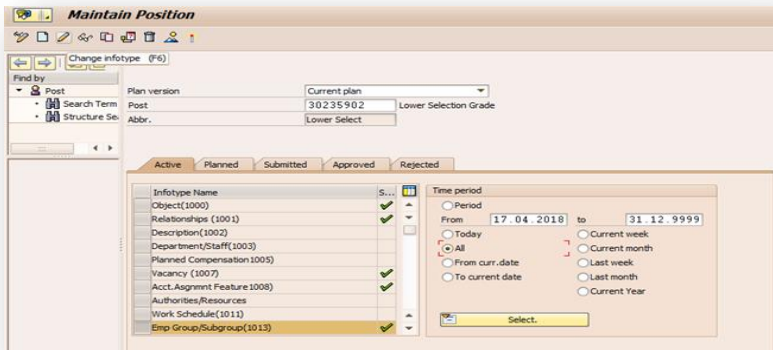 Maintain Position
Change infotype (F6)
Find by
Post
Search Term
Structure Se
Plan version Current plan
Post 30235902 Lower Selection Grade
Abbr. Lower Select
Active Planned Submitted Approved Rejected
Infotype Name S...
Object(1000)
Relationships (1001)
Description(1002)
Department/Staff(1003)
Planned Compensation1005)
Vacancy (1007)
Acct.Asgnmnt Feature1008)
Authorities/Resources
Work Schedule(1011)
Emp Group/Subgroup(1013)
Time period
Period
From 17.04.2018 to 31.12.9999
Today Current week
All Current month
From curr.date Last week
To current date Last month
Current Year
Select.